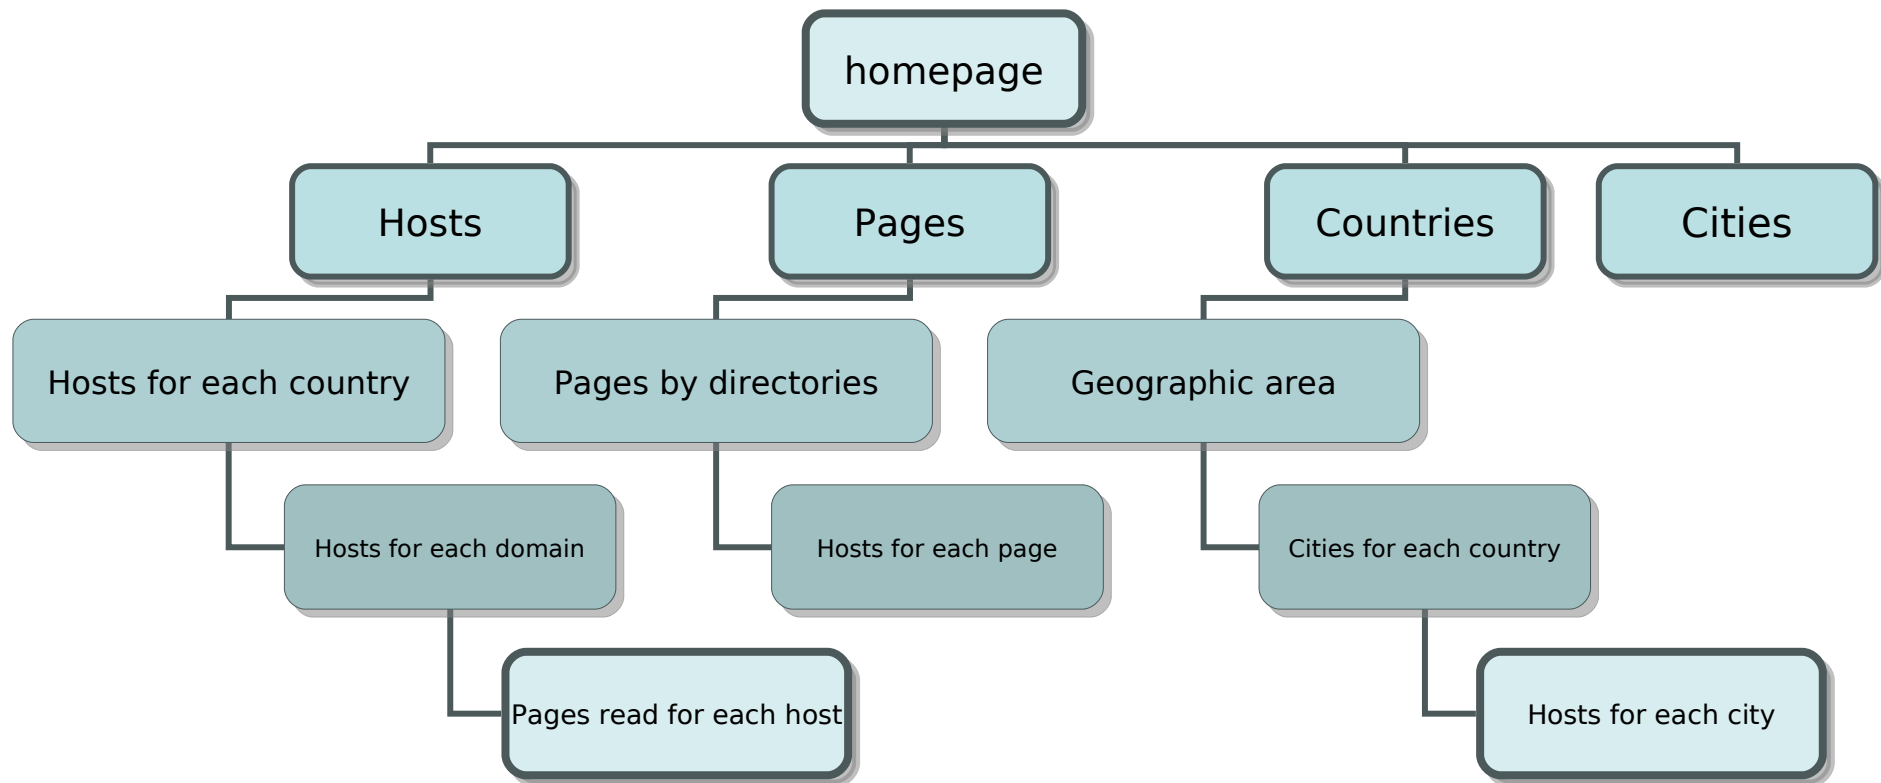 homepage
Hosts
Pages
Countries
Cities
Hosts for each country
Pages by directories
Geographic area
Hosts for each domain
Hosts for each page
Cities for each country
Pages read for each host
Hosts for each city